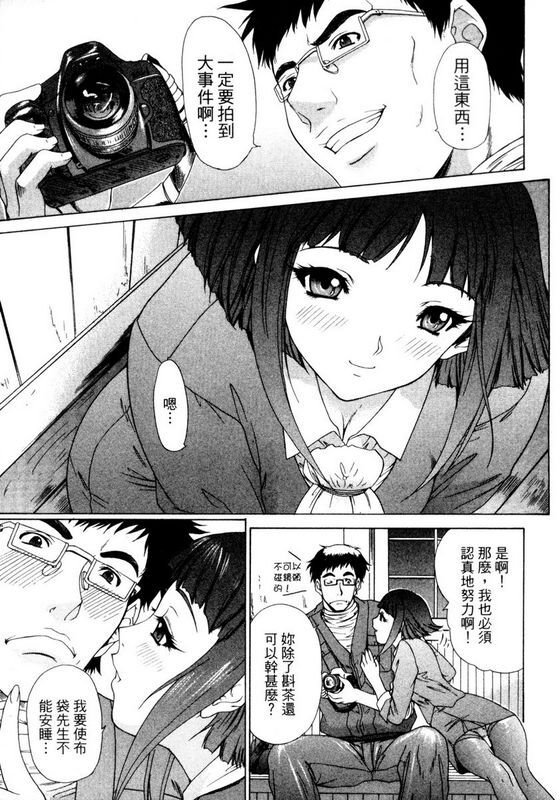 用這東西…
一定要拍到
大事件啊…
嗯…
是啊！
那麼，我也必須
認真地努力啊！
可以
不碰
的！
妳除了斟茶還
可以幹甚麼？
我要使布
袋先生不
能安睡…